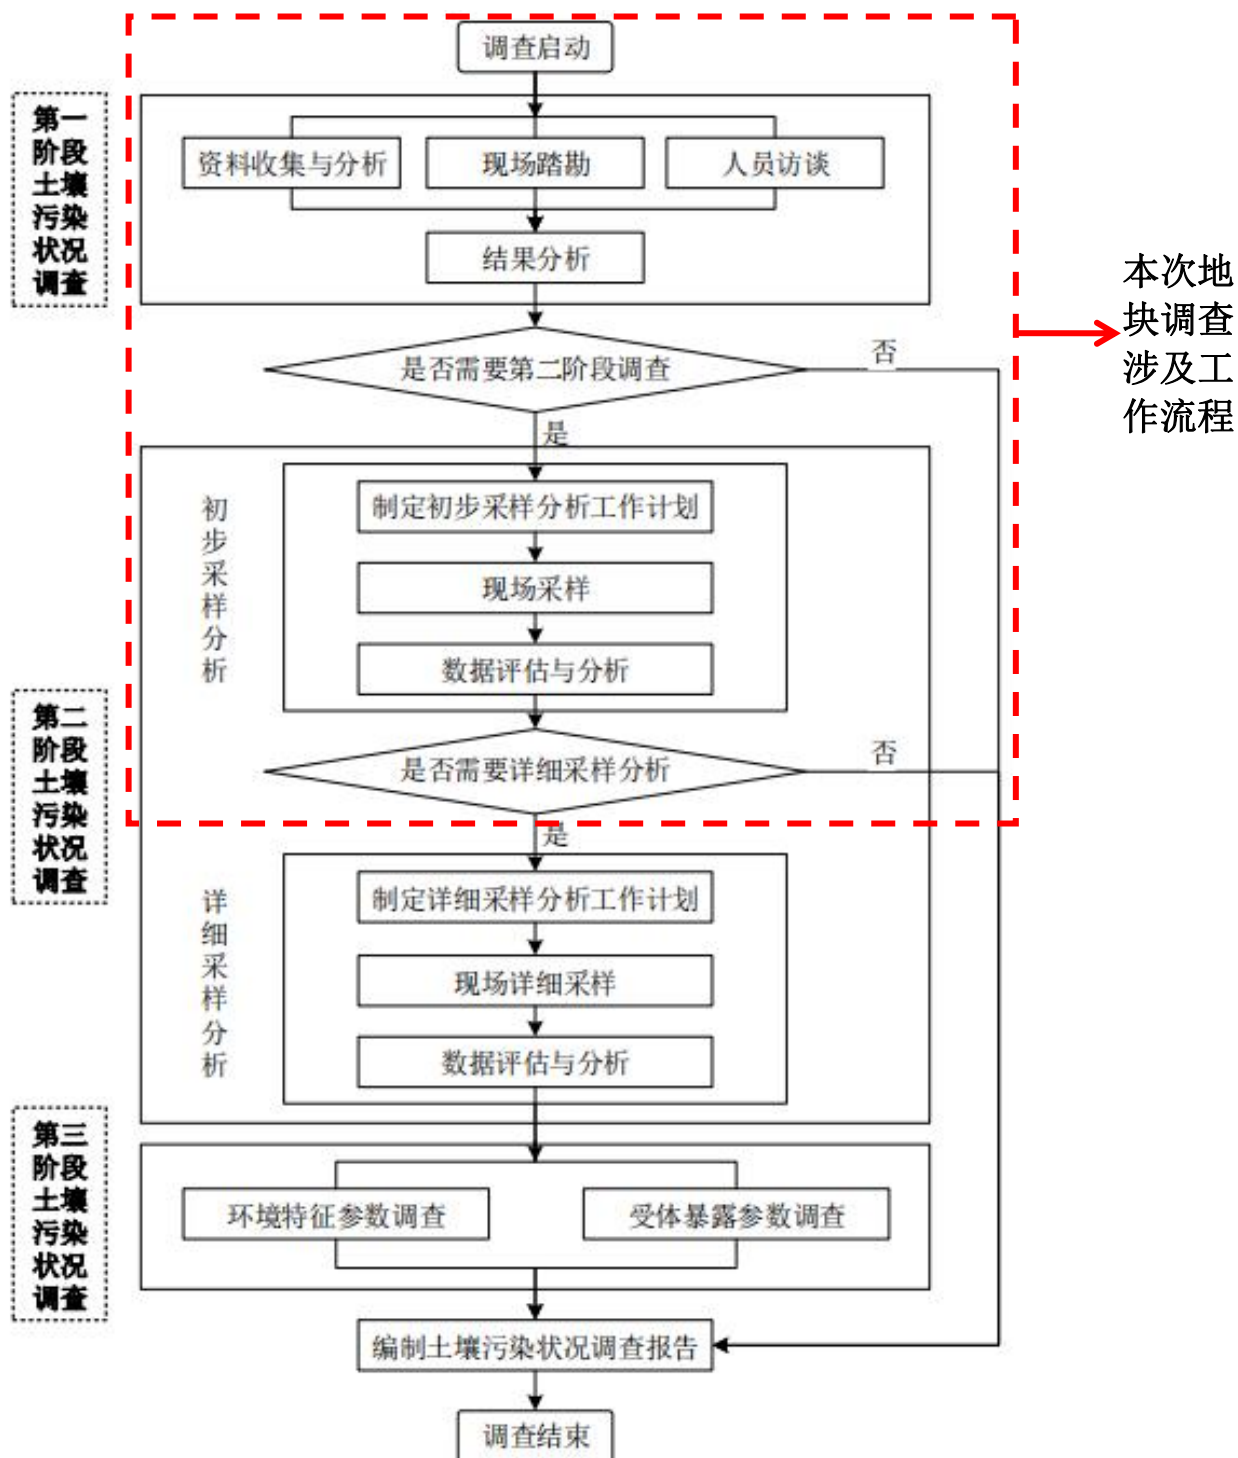 调查启动
第一
阶段
土壤
污染
状况
调查
资料收集与分析
现场踏勘
人员访谈
结果分析
是否需要第二阶段调查
否
是
本次地
块调查
涉及工
作流程
初
步
采
样
分
析
制定初步采样分析工作计划
现场采样
数据评估与分析
第二
阶段
土壤
污染
状况
调查
是否需要详细采样分析
否
是
详
细
采
样
分
析
制定详细采样分析工作计划
现场详细采样
数据评估与分析
第三
阶段
土壤
污染
状况
调查
环境特征参数调查
受体暴露参数调查
编制土壤污染状况调查报告
调查结束